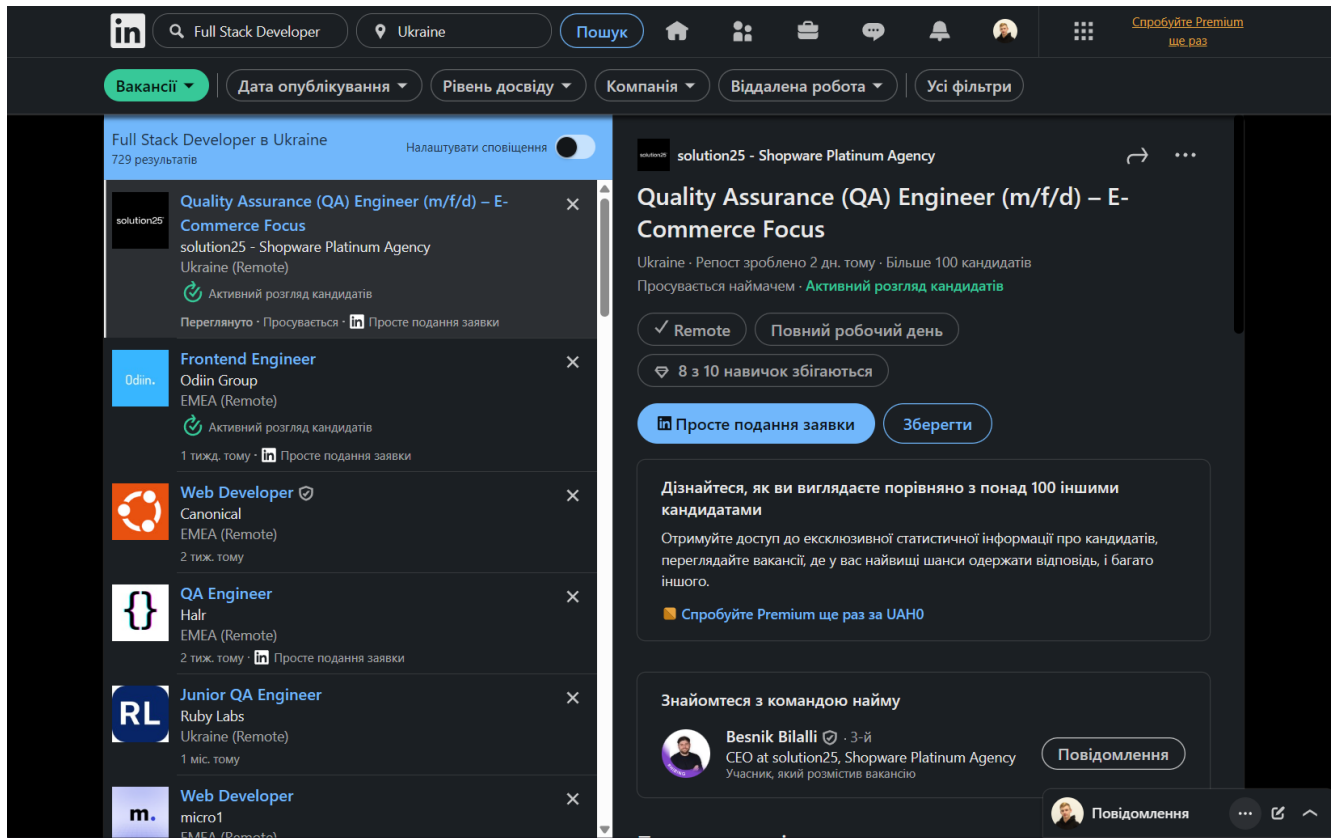 in
Full Stack Developer
Ukraine
Пошук
Спробуйте Premium
ще раз
Вакансії
Дата опублікування
Рівень досвіду
Компанія
Віддалена робота
Усі фільтри
Full Stack Developer в Ukraine
729 результатів
Налаштувати сповіщення
solution25
Quality Assurance (QA) Engineer (m/f/d) – E-
Commerce Focus
solution25 - Shopware Platinum Agency
Ukraine (Remote)
Активний розгляд кандидатів
Переглянуто · Просувається · in Просте подання заявки
Odiin.
Frontend Engineer
Odiin Group
EMEA (Remote)
Активний розгляд кандидатів
1 тижд. тому · in Просте подання заявки
Web Developer
Canonical
EMEA (Remote)
2 тиж. тому
{}
QA Engineer
Halr
EMEA (Remote)
2 тиж. тому · in Просте подання заявки
RL
Junior QA Engineer
Ruby Labs
Ukraine (Remote)
1 міс. тому
m.
Web Developer
micro1
EMEA (Remote)
solution25
solution25 - Shopware Platinum Agency
Quality Assurance (QA) Engineer (m/f/d) – E-
Commerce Focus
Ukraine · Репост зроблено 2 дн. тому · Більше 100 кандидатів
Просувається наймачем · Активний розгляд кандидатів
Remote
Повний робочий день
8 з 10 навичок збігаються
in Просте подання заявки
Зберегти
Дізнайтеся, як ви виглядаєте порівняно з понад 100 іншими
кандидатами
Отримуйте доступ до ексклюзивної статистичної інформації про кандидатів,
переглядайте вакансії, де у вас найвищі шанси одержати відповідь, і багато
іншого.
Спробуйте Premium ще раз за UAH0
Знайомтеся з командою найму
Besnik Bilalli · 3-й
CEO at solution25, Shopware Platinum Agency
Учасник, який розмістив вакансію
Повідомлення
Повідомлення